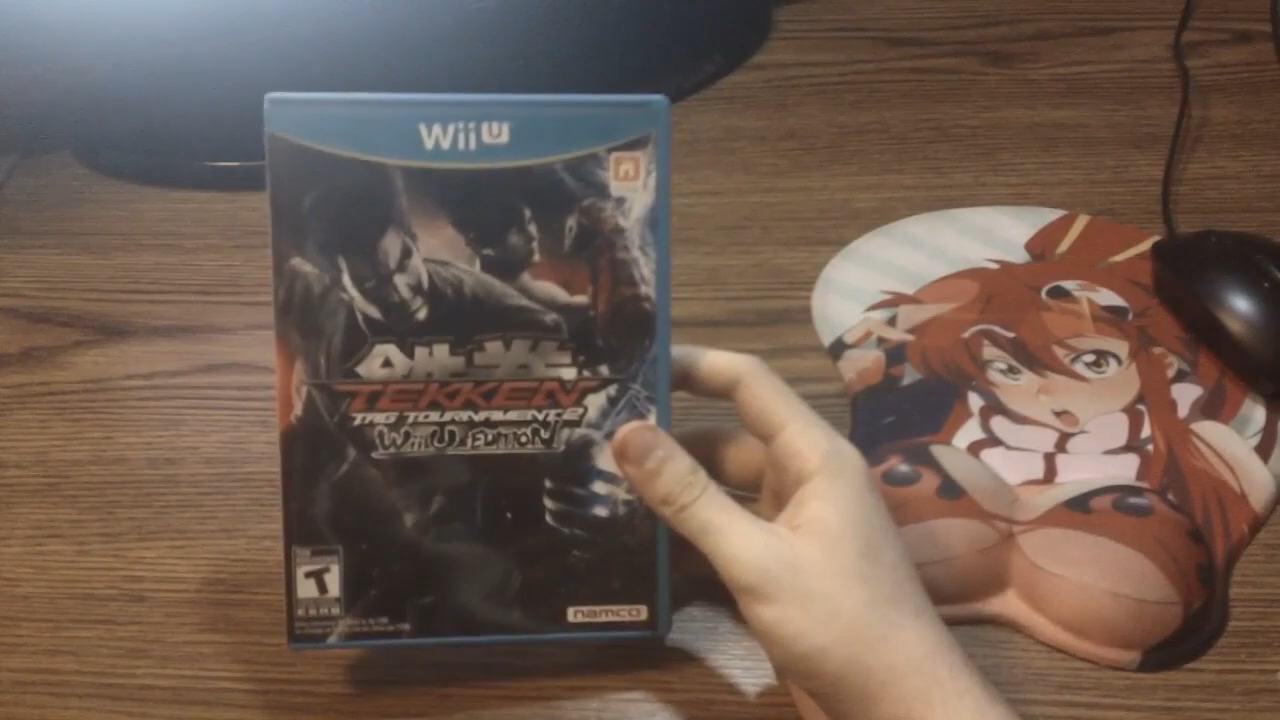 Wii U
鉄拳
TEKKEN
TAG TOURNAMENT 2
Wii U EDITION
T
namco